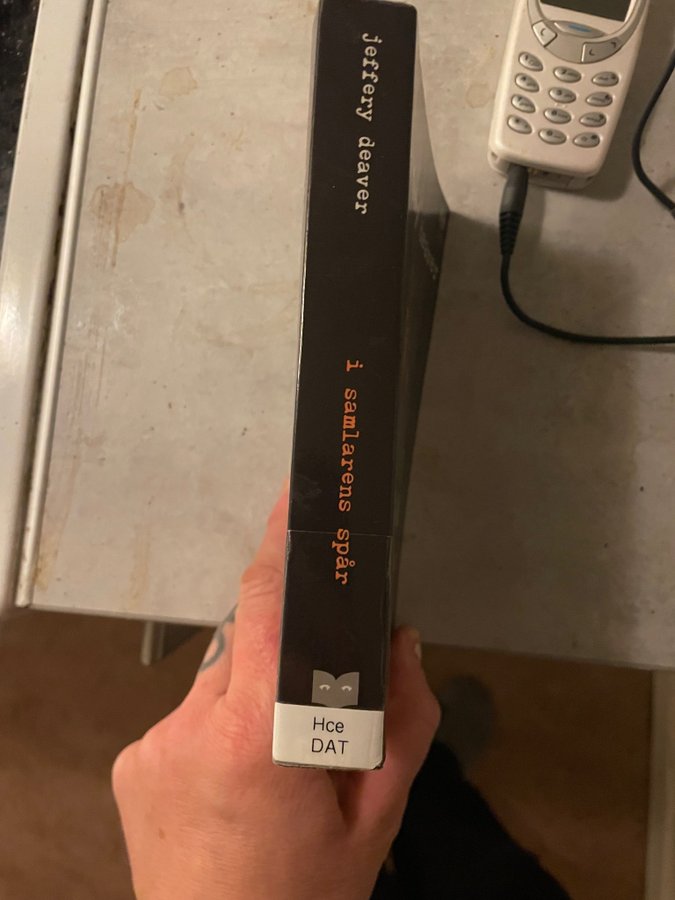 jeffery deaver
i samlarens spår
Hce
DAT